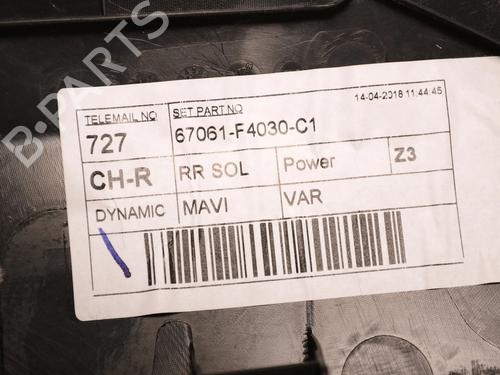 B-PARTS
14-04-2018 11:44:45
TELEMAIL NO SET PART NO
727 67061-F4030-C1
CH-R RR SOL Power Z3
DYNAMIC MAVI VAR